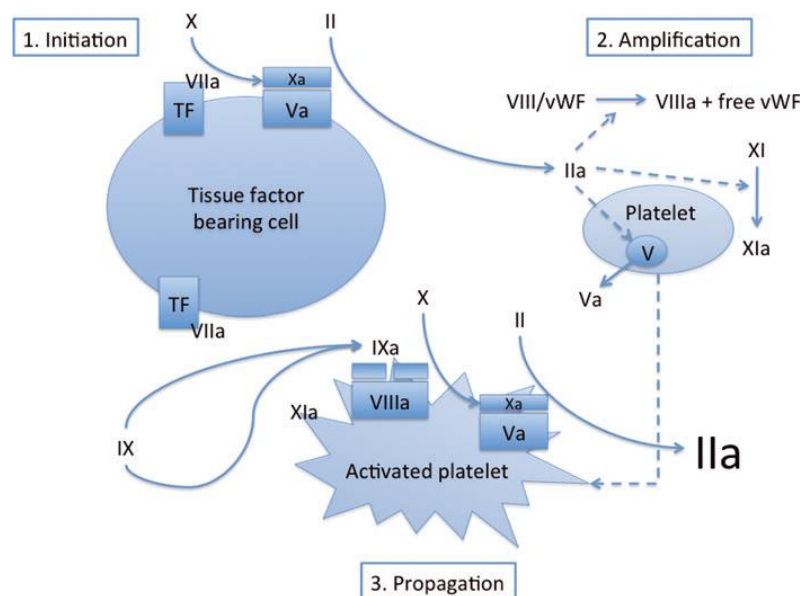 1. Initiation
X
II
2. Amplification
VIIa
Xa
TF
Va
VIII/vWF
VIIIa + free vWF
IIa
XI
Tissue factor
bearing cell
Platelet
V
XIa
Va
TF
VIIa
X
II
IXa
Xa
XIa
VIIIa
Va
IX
IIa
Activated platelet
3. Propagation